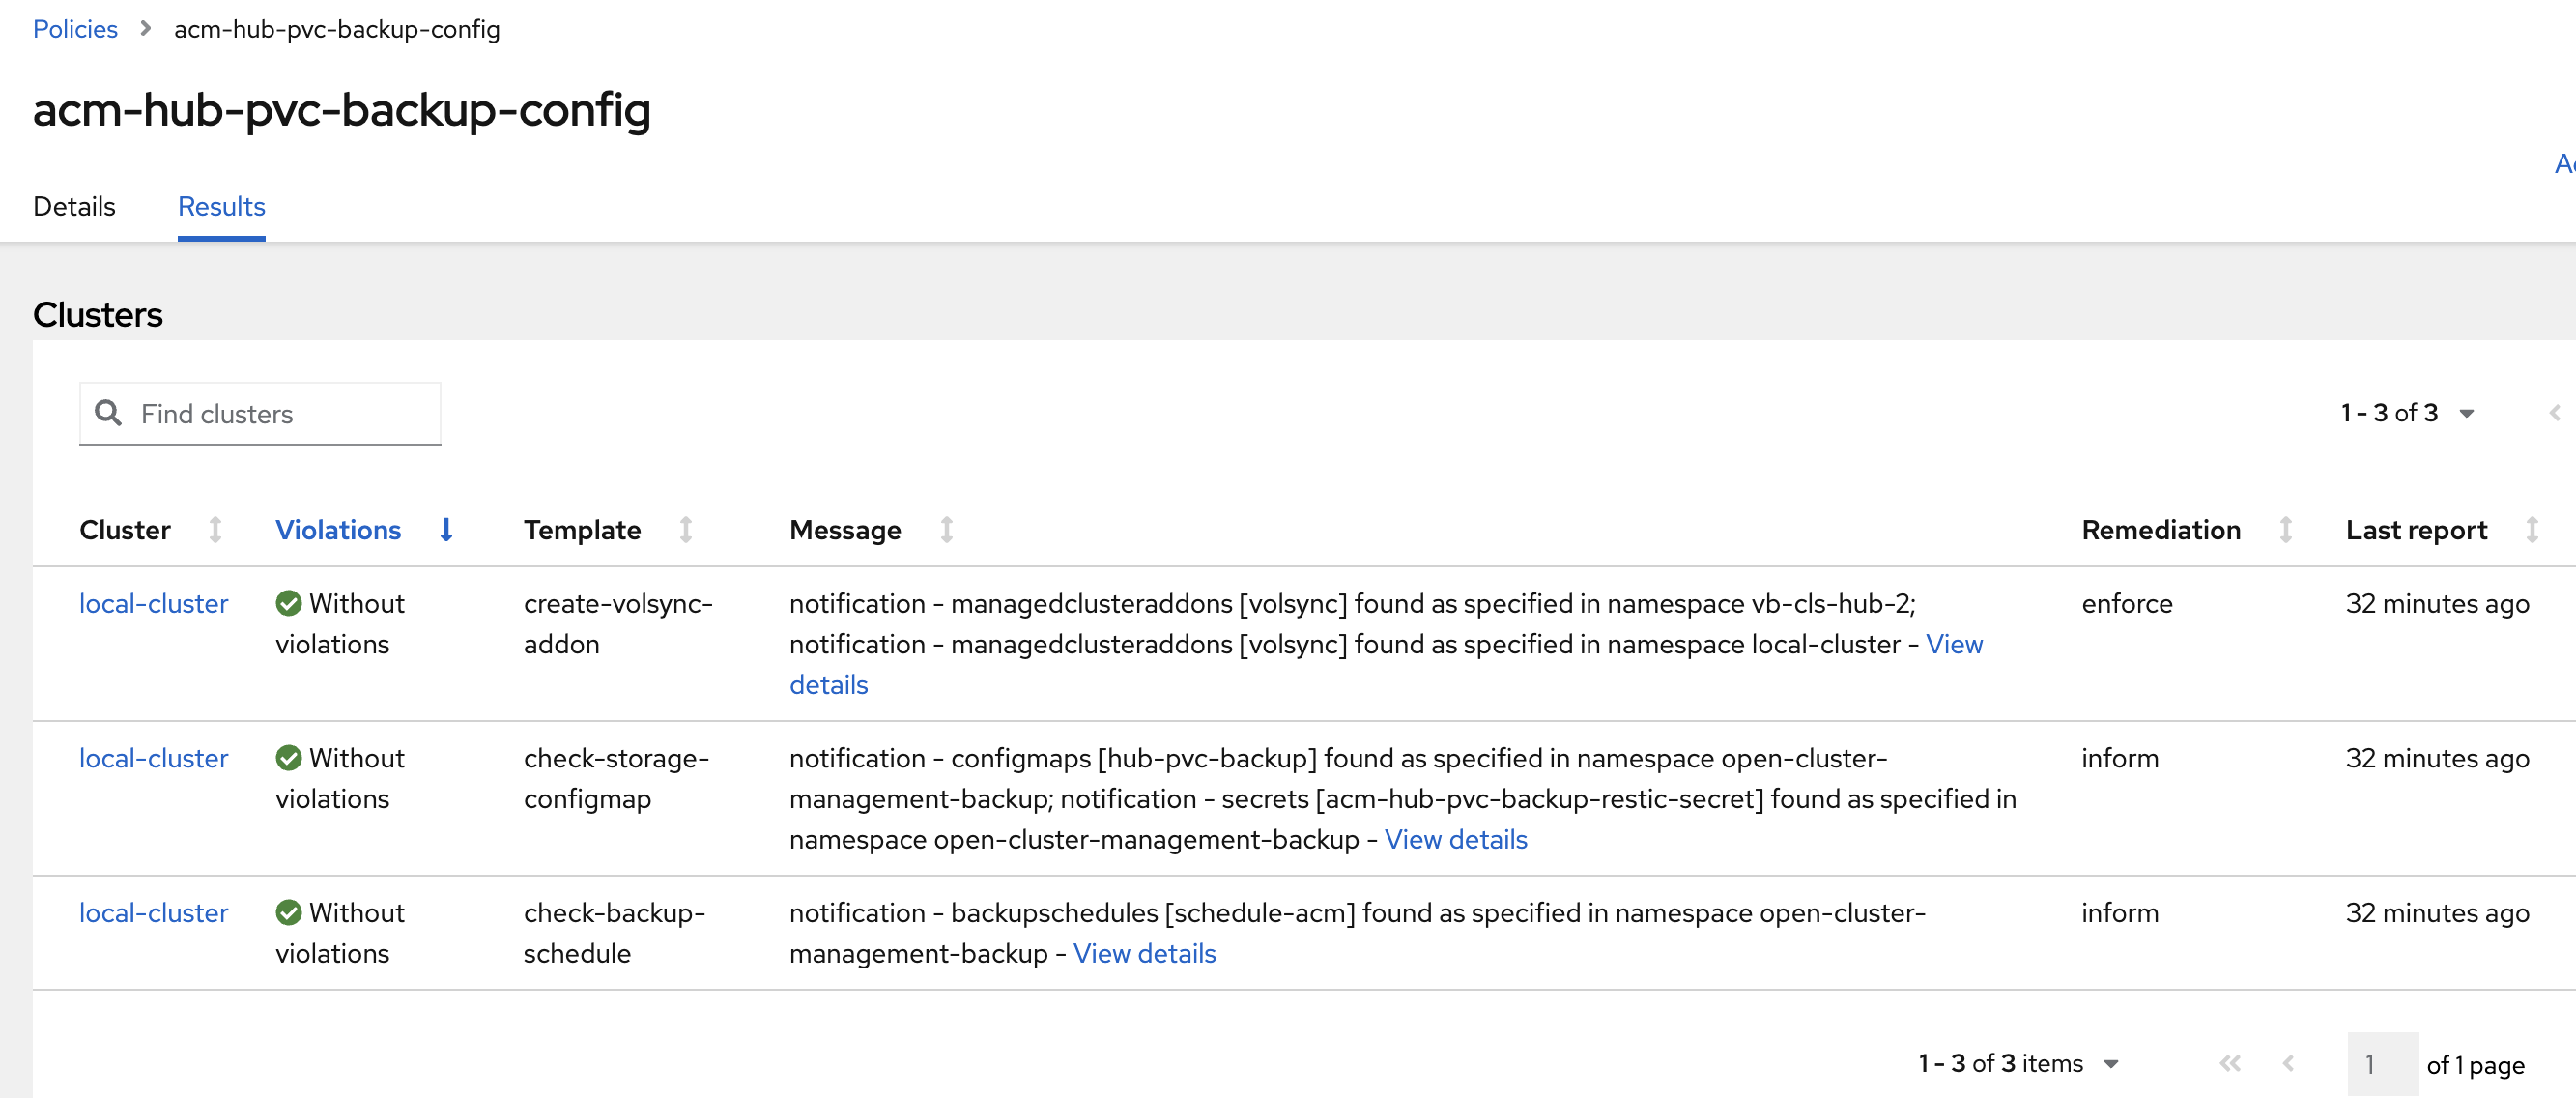 Policies > acm-hub-pvc-backup-config
acm-hub-pvc-backup-config
Details Results
Clusters
Find clusters
1 - 3 of 3
Cluster Violations Template Message Remediation Last report
local-cluster Without violations create-volsync-addon notification - managedclusteraddons [volsync] found as specified in namespace vb-cls-hub-2; notification - managedclusteraddons [volsync] found as specified in namespace local-cluster - View details enforce 32 minutes ago
local-cluster Without violations check-storage-configmap notification - configmaps [hub-pvc-backup] found as specified in namespace open-cluster-management-backup; notification - secrets [acm-hub-pvc-backup-restic-secret] found as specified in namespace open-cluster-management-backup - View details inform 32 minutes ago
local-cluster Without violations check-backup-schedule notification - backupschedules [schedule-acm] found as specified in namespace open-cluster-management-backup - View details inform 32 minutes ago
1 - 3 of 3 items 1 of 1 page